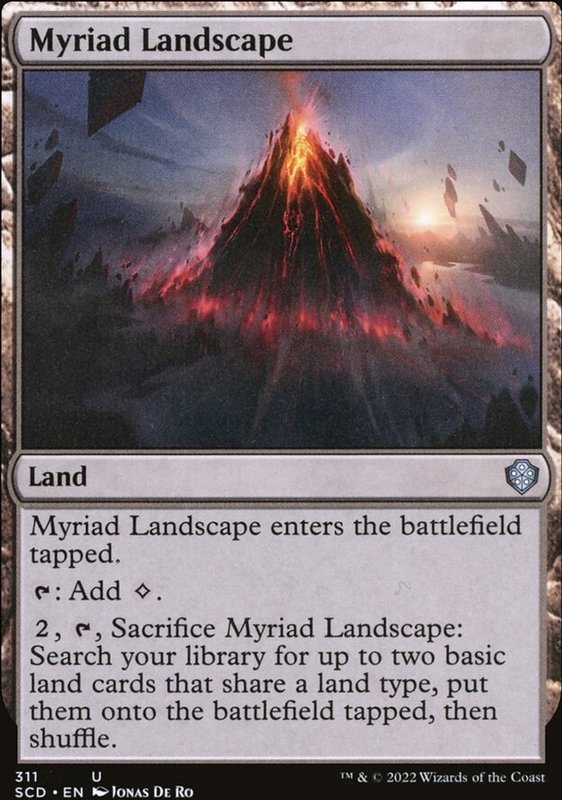 Myriad Landscape
Land
Myriad Landscape enters the battlefield
tapped.
: Add .
2, , Sacrifice Myriad Landscape:
Search your library for up to two basic
land cards that share a land type, put
them onto the battlefield tapped, then
shuffle.
311 U
SCD • EN JONAS DE RO
™ & © 2022 Wizards of the Coast